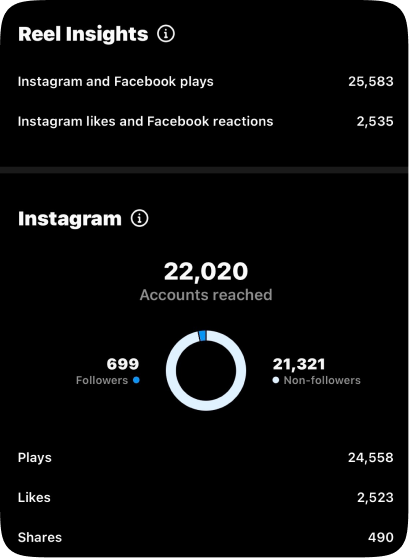 Reel Insights
Instagram and Facebook plays 25,583
Instagram likes and Facebook reactions 2,535
Instagram
22,020
Accounts reached
699 21,321
Followers Non-followers
Plays 24,558
Likes 2,523
Shares 490